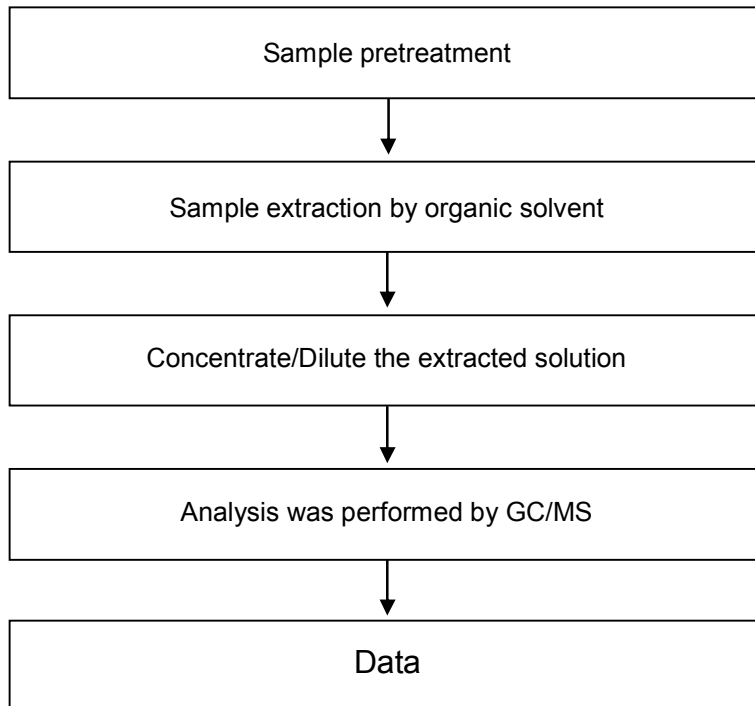 Sample pretreatment
Sample extraction by organic solvent
Concentrate/Dilute the extracted solution
Analysis was performed by GC/MS
Data